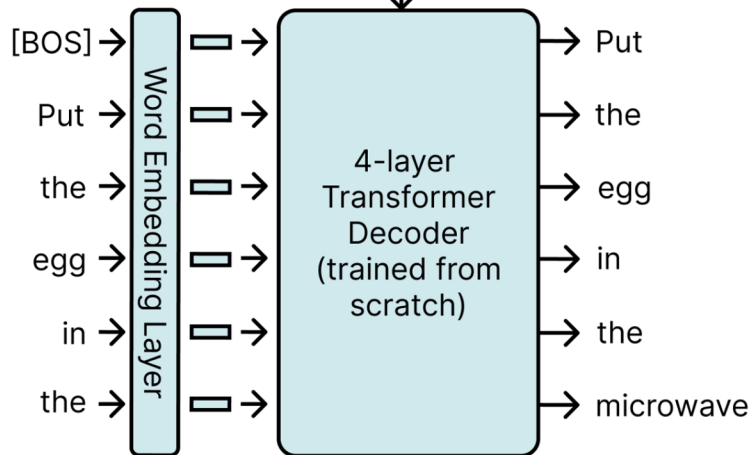 [BOS]
Put
the
egg
in
the
Word Embedding Layer
4-layer
Transformer
Decoder
(trained from
scratch)
Put
the
egg
in
the
microwave